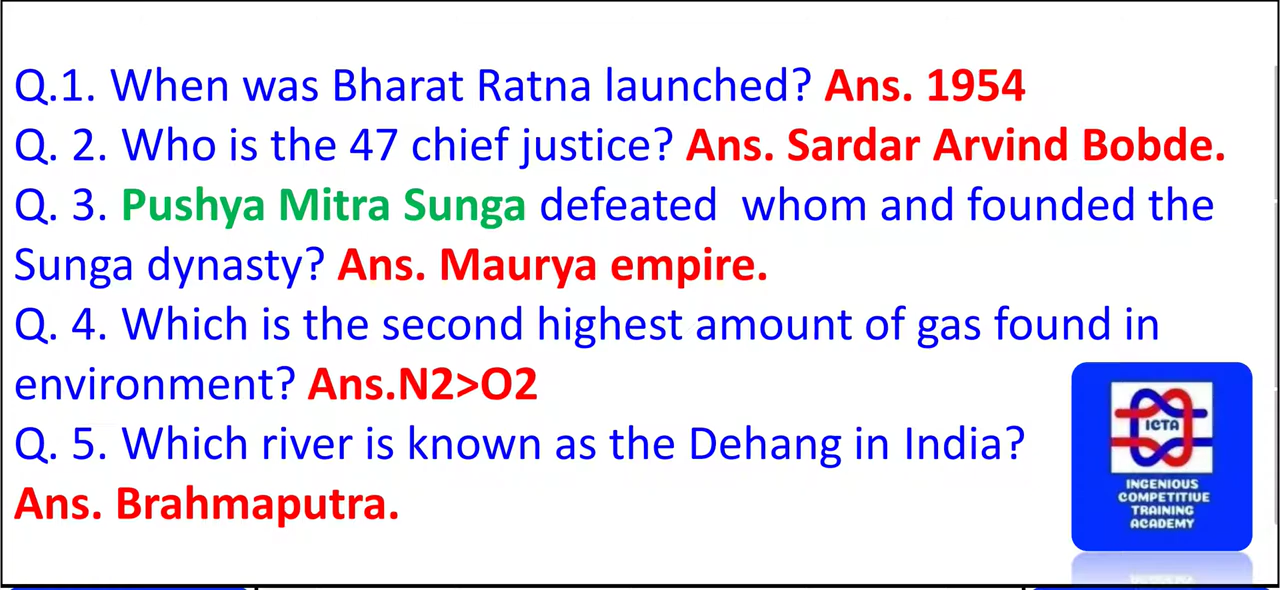 Q.1. When was Bharat Ratna launched? Ans. 1954
Q. 2. Who is the 47 chief justice? Ans. Sardar Arvind Bobde.
Q. 3. Pushya Mitra Sunga defeated  whom and founded the
Sunga dynasty? Ans. Maurya empire.
Q. 4. Which is the second highest amount of gas found in
environment? Ans.N2>O2
Q. 5. Which river is known as the Dehang in India?
Ans. Brahmaputra.
ICTA
INGENIOUS
COMPETITIVE
TRAINING
ACADEMY